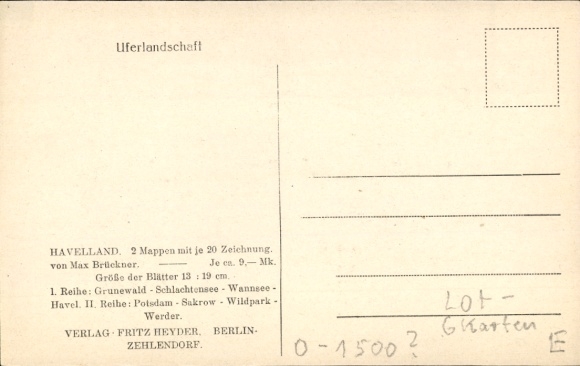 Uferlandschaft
HAVELLAND. 2 Mappen mit je 20 Zeichnung.
von Max Brückner. —— Je ca. 9,— Mk.
Größe der Blätter 13 : 19 cm.
I. Reihe: Grunewald - Schlachtensee - Wannsee -
Havel. II. Reihe: Potsdam - Sakrow - Wildpark -
Werder.
VERLAG · FRITZ HEYDER, BERLIN-
ZEHLENDORF.
LOT -
6 Karten
0 - 1500 ?
E